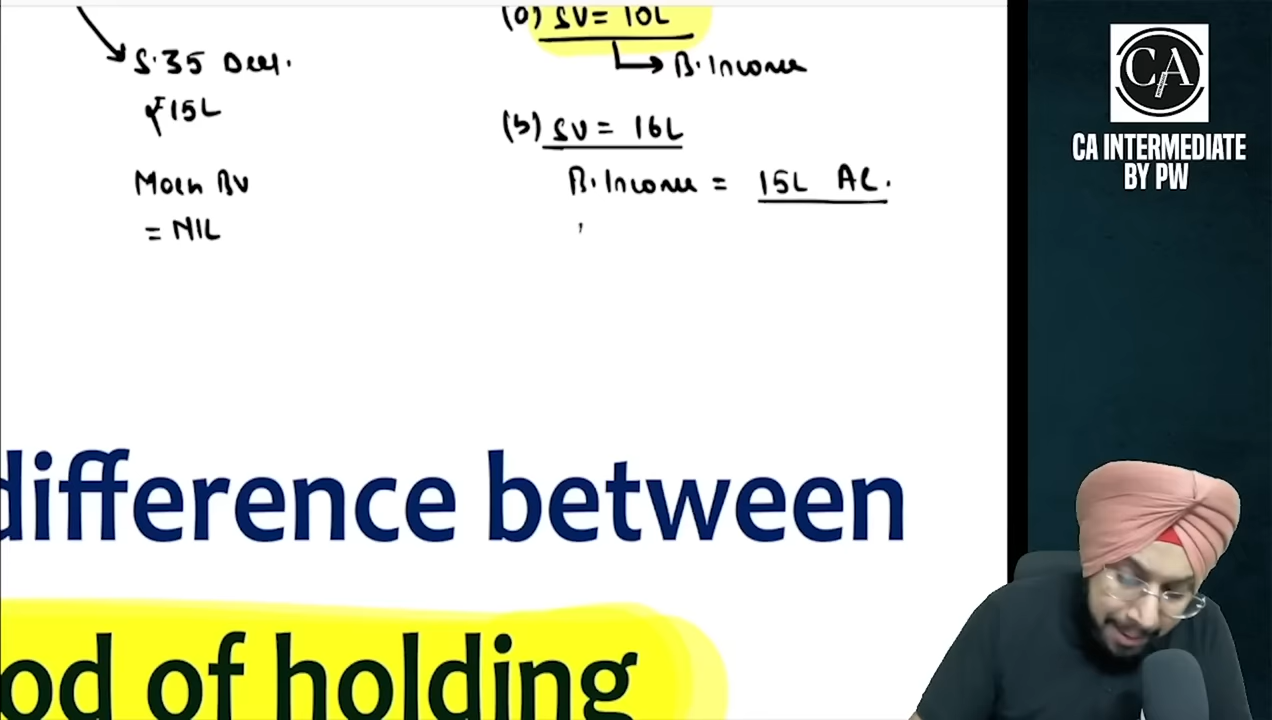 (a) SV = 10L
↳ B. Income
S.35 Ded.
₹15L
Mach BV
= NIL
(b) SV = 16L
B. Income = 15L AC.
difference between
od of holding
CA
CA INTERMEDIATE
BY PW